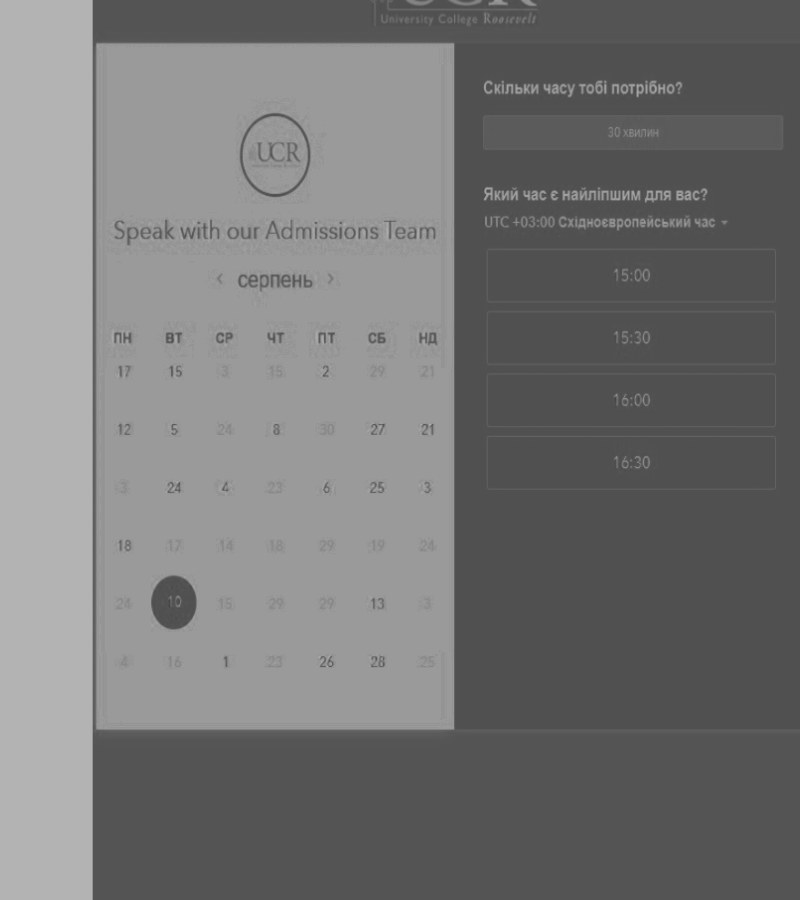 UCR
University College Roosevelt
UCR
Speak with our Admissions Team
‹ серпень ›
ПН ВТ СР ЧТ ПТ СБ НД
17 15 3 15 2 29 21
12 5 24 8 30 27 21
3 24 4 23 6 25 3
18 17 14 18 29 19 24
24 10 15 29 29 13 3
4 16 1 23 26 28 25
Скільки часу тобі потрібно?
30 хвилин
Який час є найліпшим для вас?
UTC +03:00 Східноєвропейський час
15:00
15:30
16:00
16:30